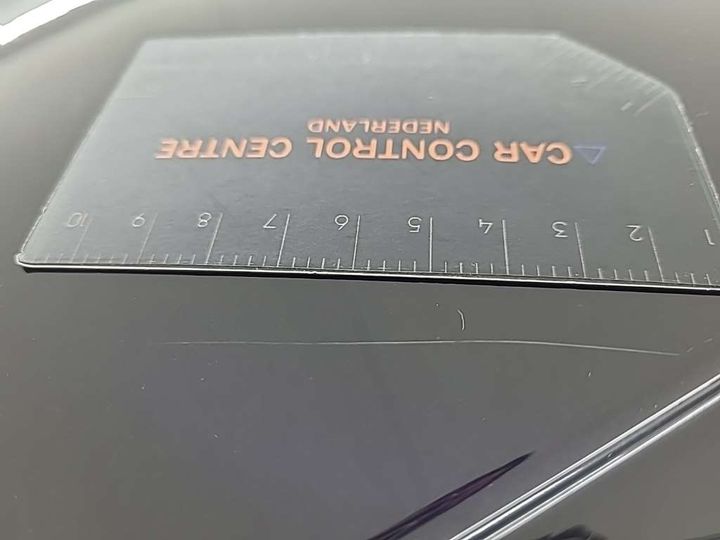 CAR CONTROL CENTRE
NEDERLAND
1 2 3 4 5 6 7 8 9 10